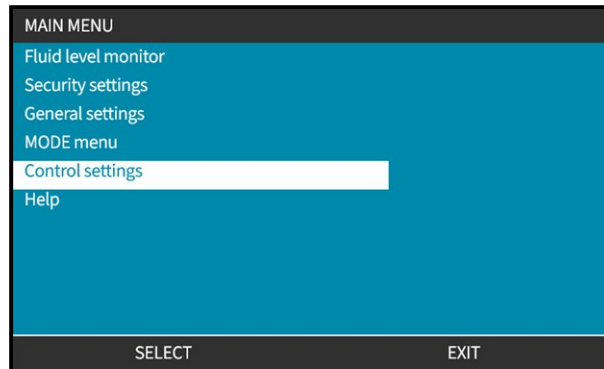 MAIN MENU
Fluid level monitor
Security settings
General settings
MODE menu
Control settings
Help
SELECT EXIT